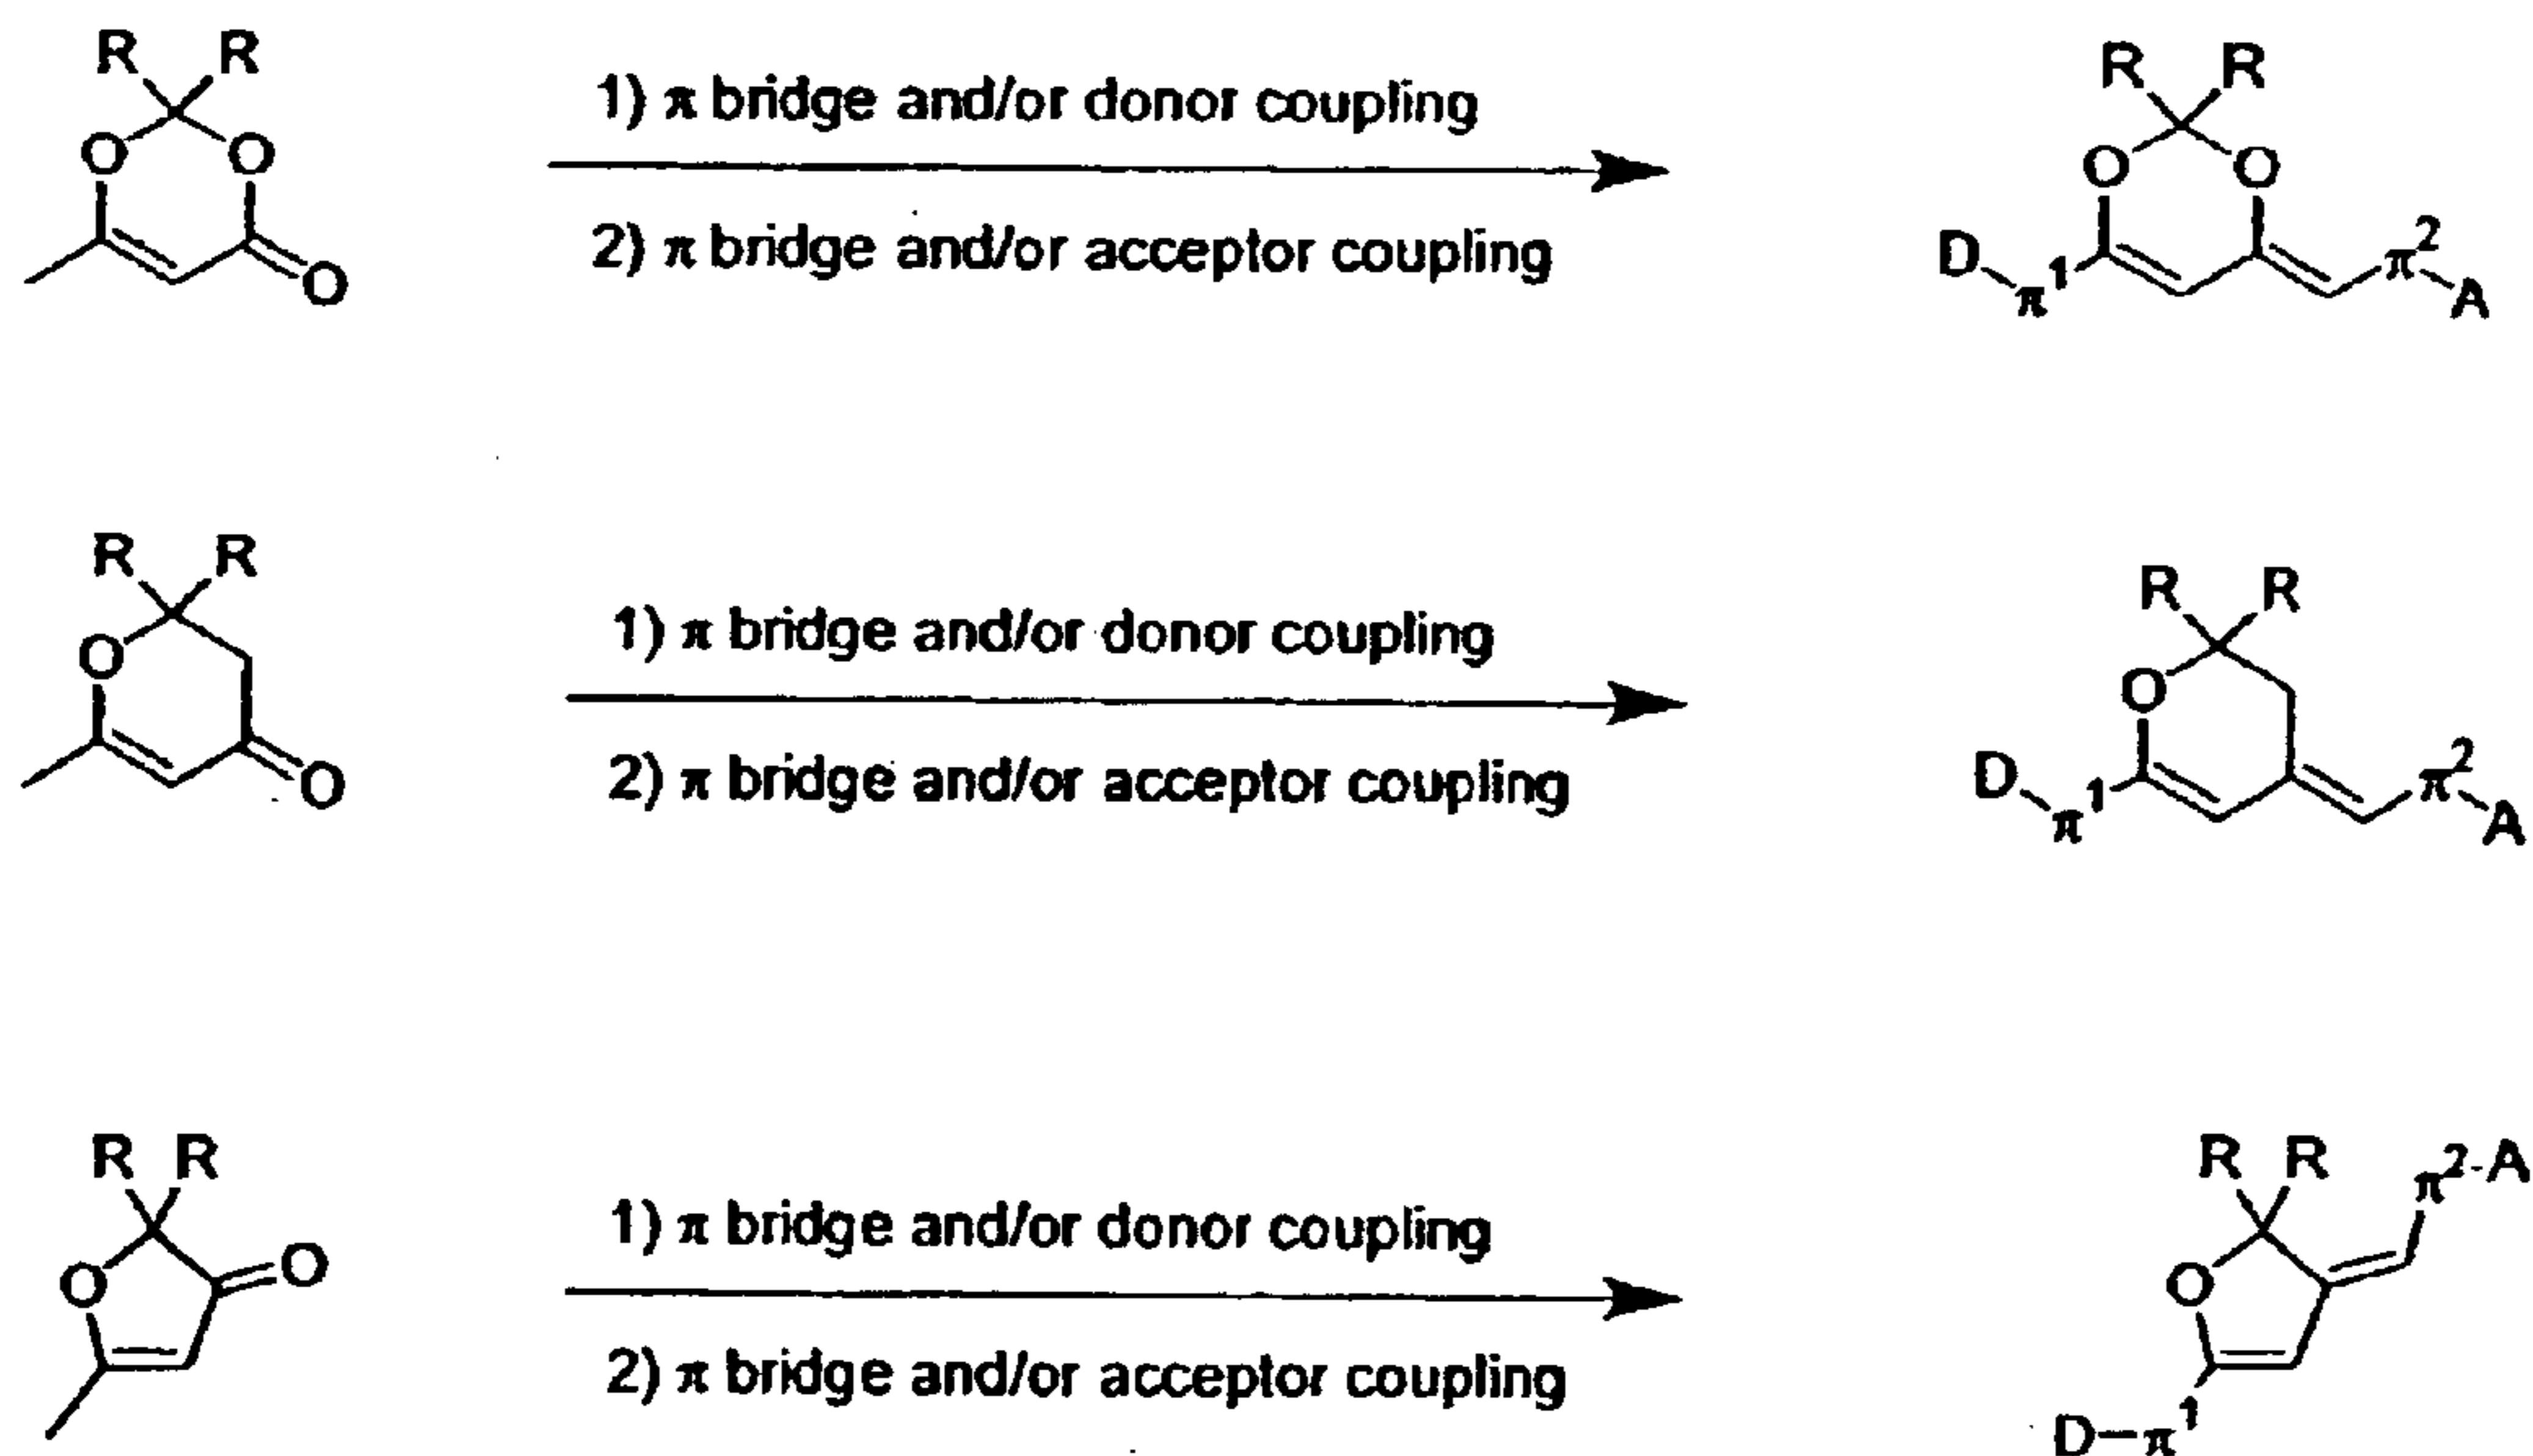 R R
O O
O
1) π bridge and/or donor coupling
2) π bridge and/or acceptor coupling
R R
O O
D π1 π2 A
R R
O
O
1) π bridge and/or donor coupling
2) π bridge and/or acceptor coupling
R R
O
D π1 π2 A
R R
O O
1) π bridge and/or donor coupling
2) π bridge and/or acceptor coupling
R R π2-A
O
D-π1